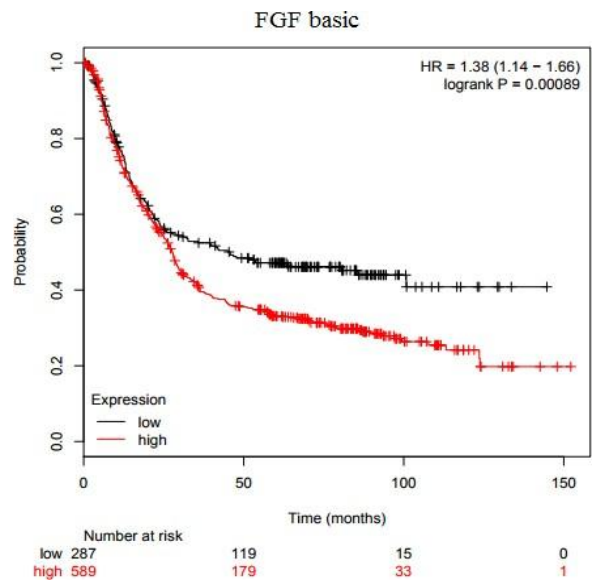 FGF basic
HR = 1.38 (1.14 − 1.66)
logrank P = 0.00089
1.0
0.8
0.6
0.4
0.2
0.0
Probability
Expression
low
high
0 50 100 150
Time (months)
Number at risk
low 287 119 15 0
high 589 179 33 1